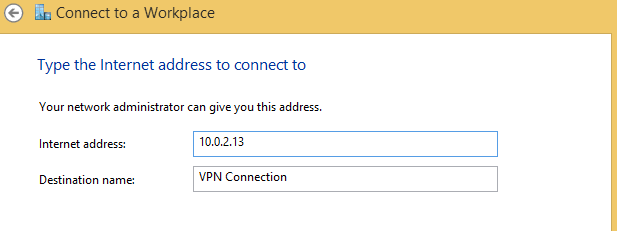 Connect to a Workplace
Type the Internet address to connect to
Your network administrator can give you this address.
Internet address: 10.0.2.13
Destination name: VPN Connection